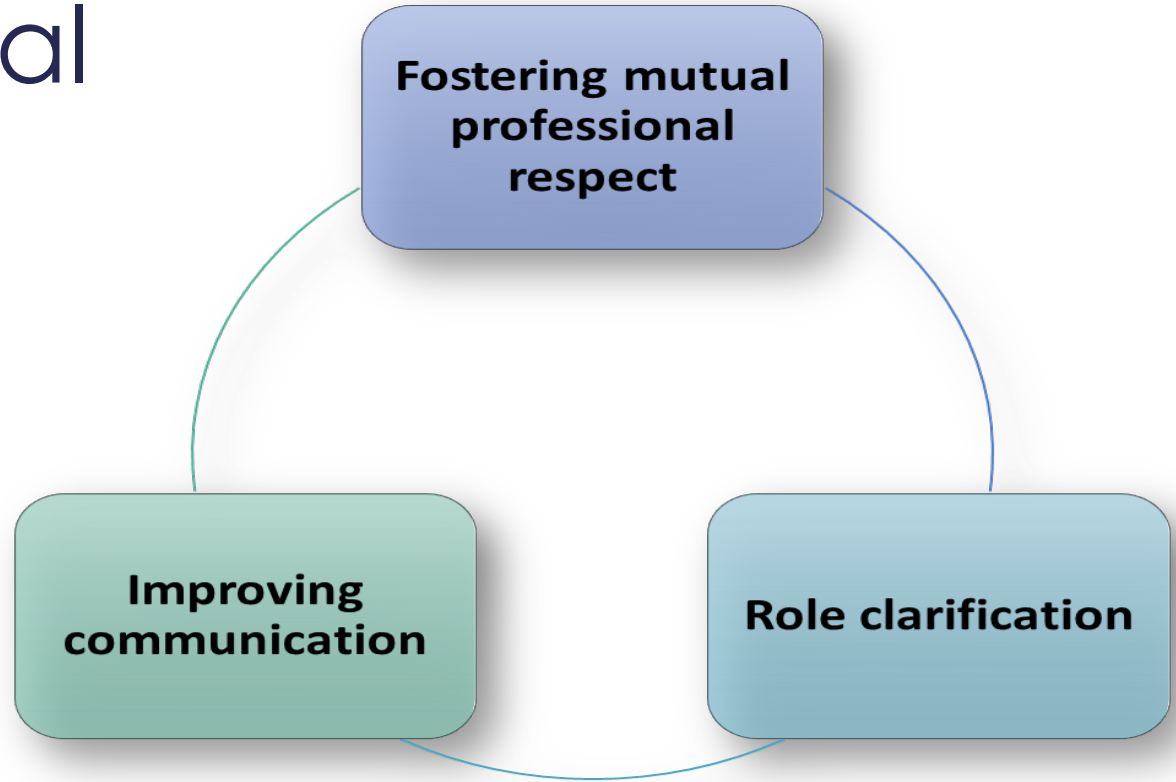 al
Fostering mutual
professional
respect
Improving
communication
Role clarification